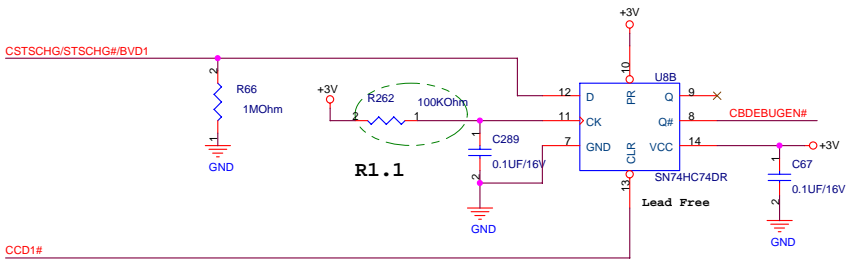 +3V
CSTSCHG/STSCHG#/BVD1
10
U8B
2
R66
1MOhm
1
GND
+3V
2
R262
1
100KOhm
12
D
PR
Q
9
11
CK
Q#
8
CBDEBUGEN#
7
GND
VCC
14
+3V
CLR
13
SN74HC74DR
1
C289
0.1UF/16V
2
GND
R1.1
Lead Free
1
C67
0.1UF/16V
2
GND
CCD1#